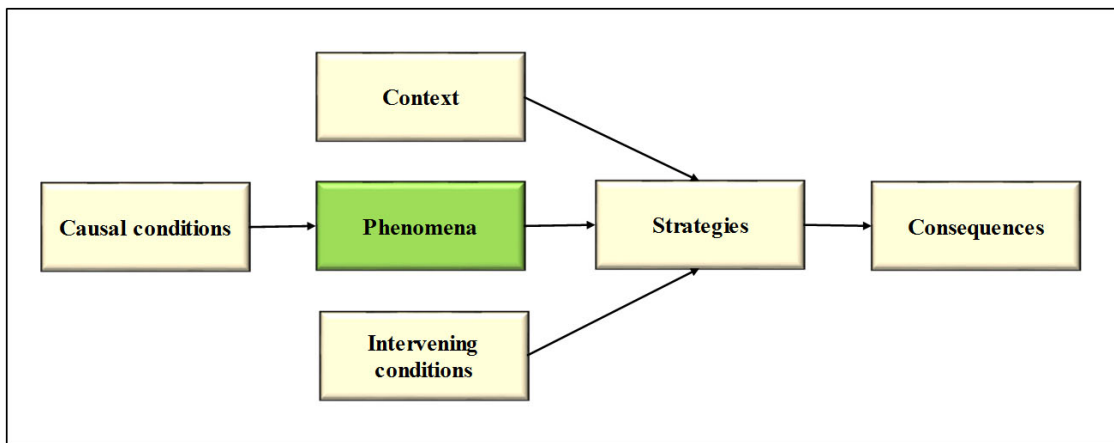 Context
Causal conditions
Phenomena
Strategies
Consequences
Intervening
conditions